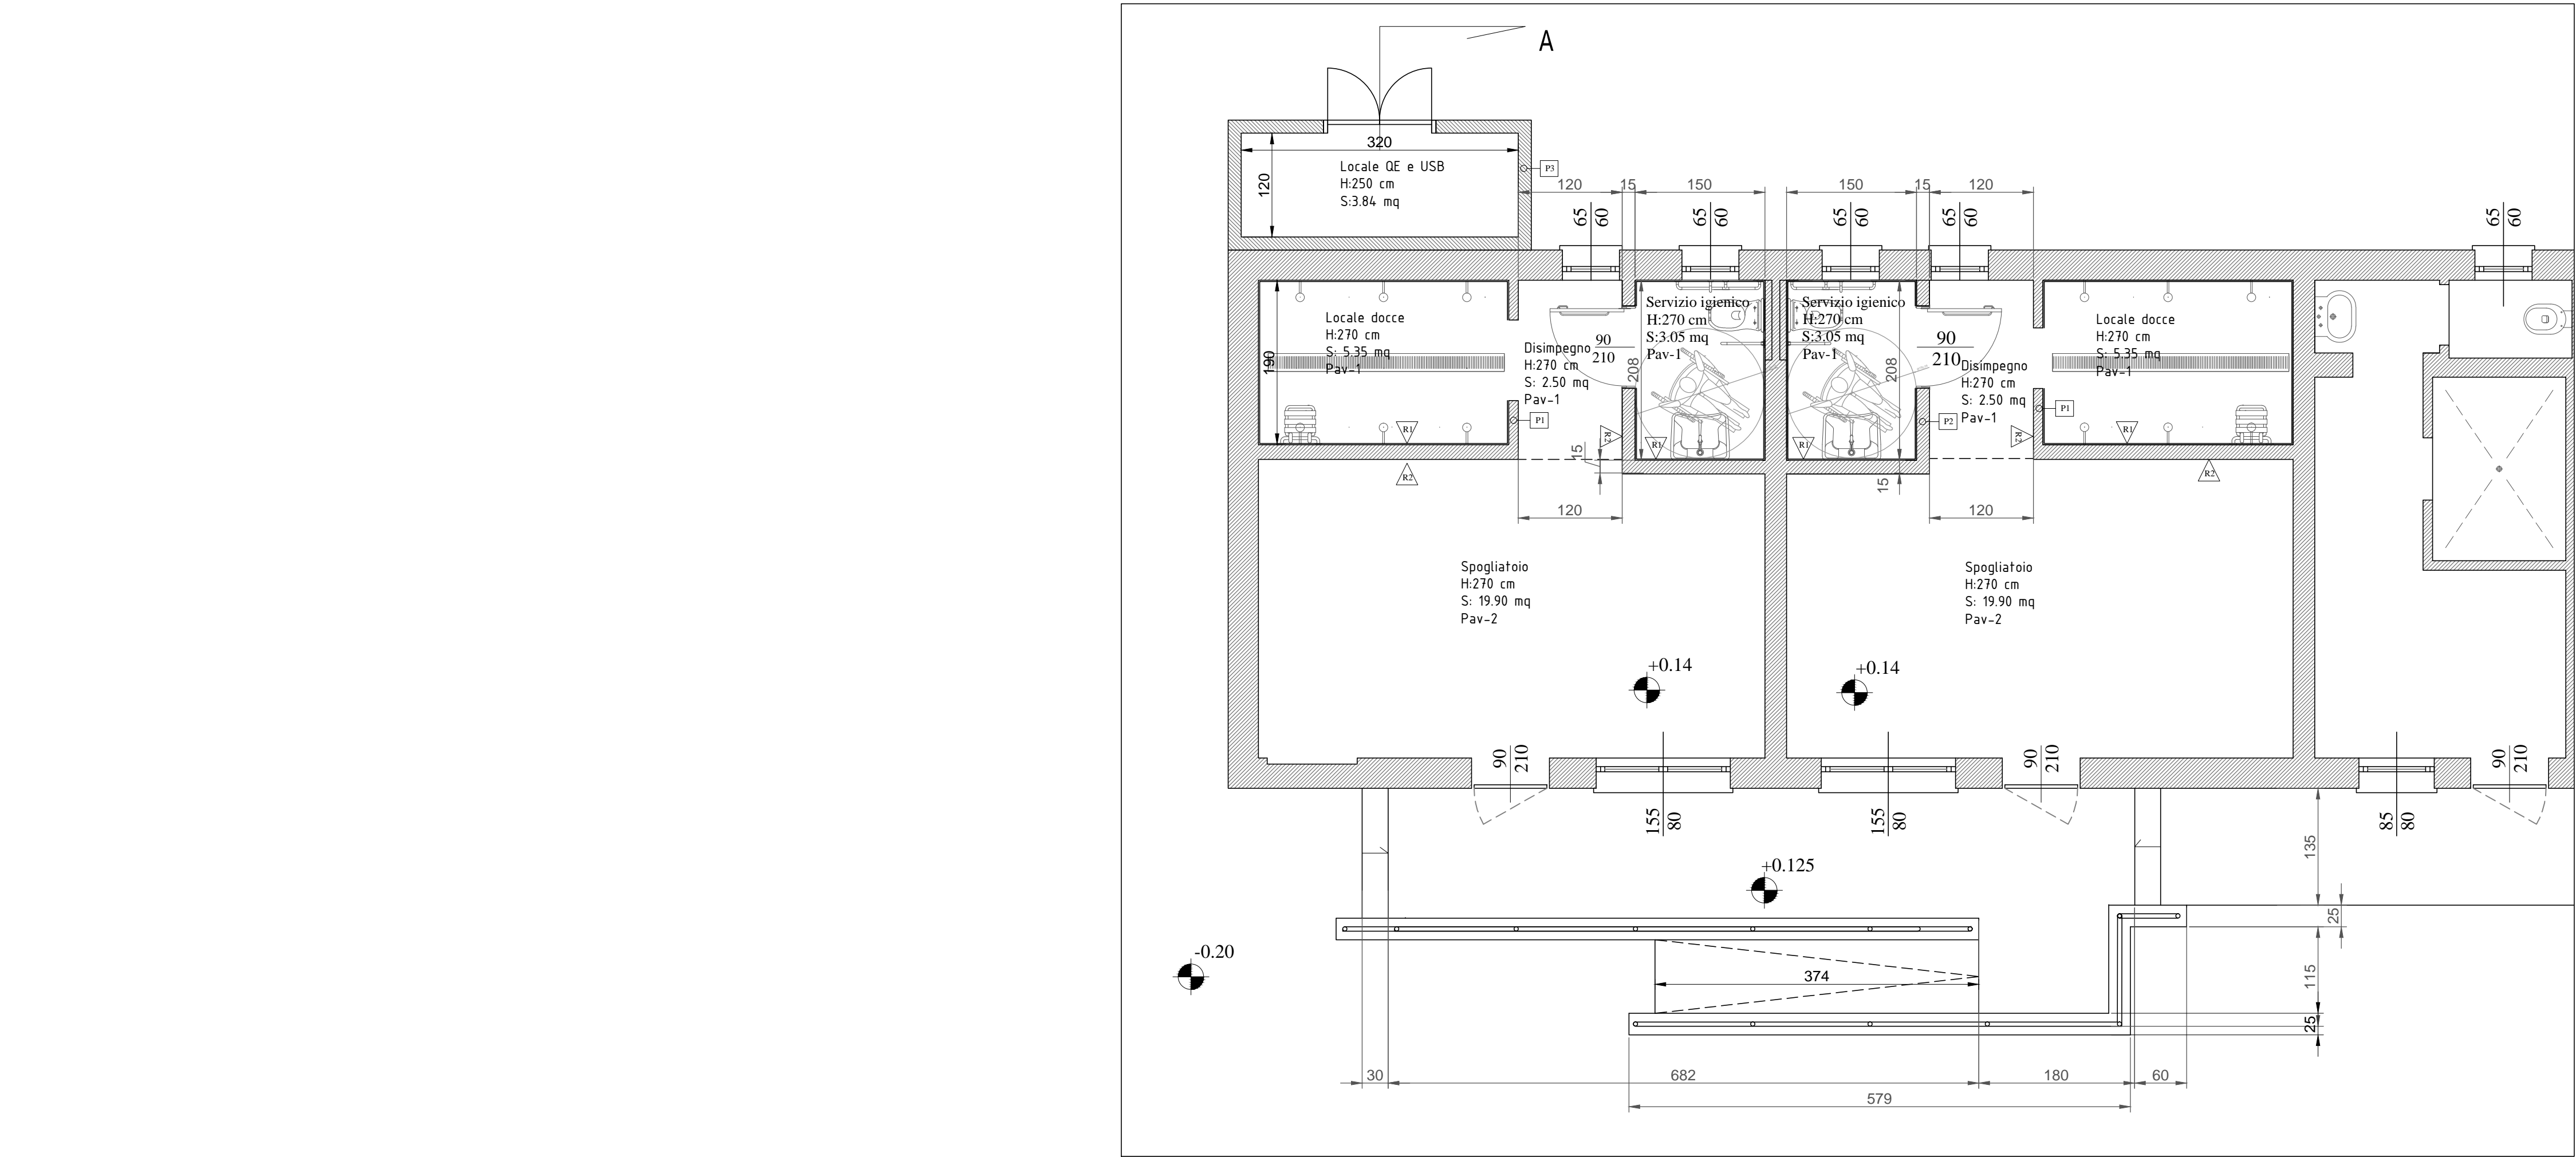 A
320
120
Locale QE e USB
H:250 cm
S:3.84 mq
P3
120
15
150
150
15
120
65
60
65
60
65
60
65
60
65
60
190
Locale docce
H:270 cm
S: 5.35 mq
Pav-1
Disimpegno
H:270 cm
S: 2.50 mq
Pav-1
90
210
Servizio igienico
H:270 cm
S:3.05 mq
Pav-1
208
Servizio igienico
H:270 cm
S:3.05 mq
Pav-1
208
90
210
Disimpegno
H:270 cm
S: 2.50 mq
Pav-1
Locale docce
H:270 cm
S: 5.35 mq
Pav-1
R1
P1
R2
R1
R1
P2
R2
P1
R1
R2
15
15
R2
120
120
Spogliatoio
H:270 cm
S: 19.90 mq
Pav-2
Spogliatoio
H:270 cm
S: 19.90 mq
Pav-2
+0.14
+0.14
90
210
90
210
90
210
155
80
155
80
85
80
135
+0.125
25
-0.20
374
115
25
30
682
180
60
579